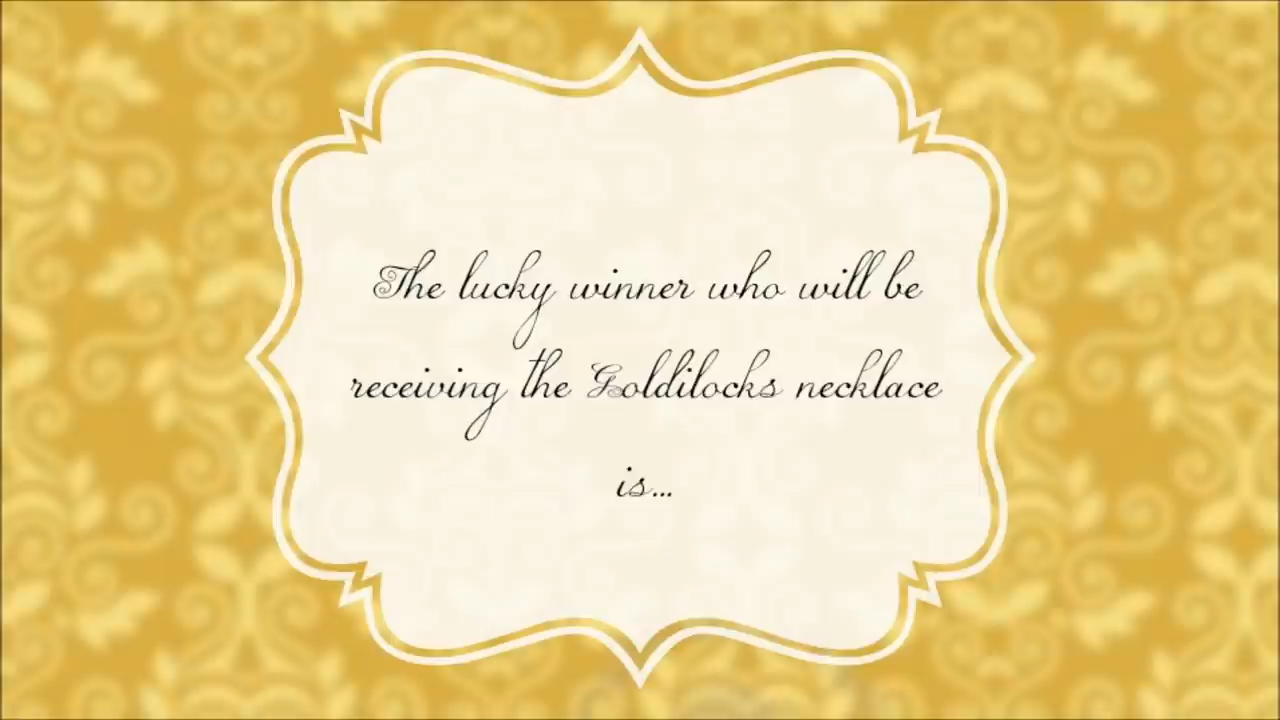 The lucky winner who will be
receiving the Goldilocks necklace
is...